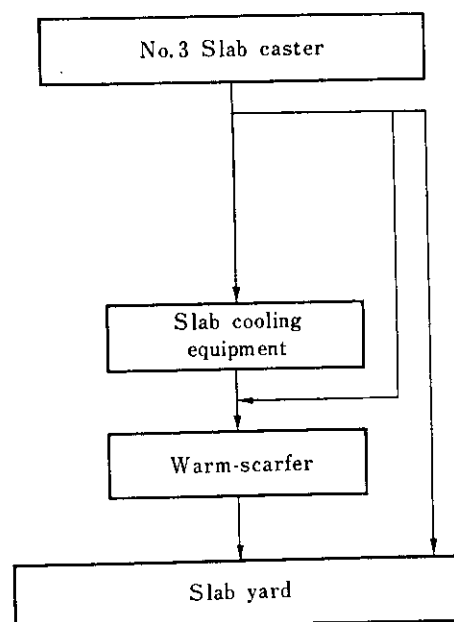 No.3 Slab caster
Slab cooling
equipment
Warm-scarfer
Slab yard